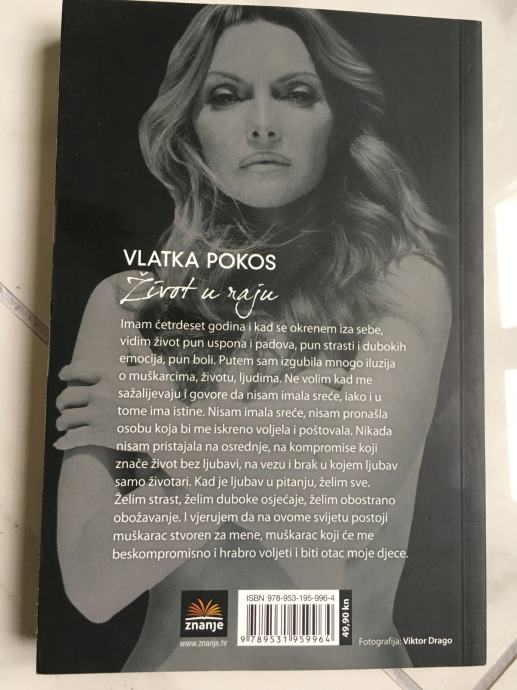 VLATKA POKOS
Život u raju
Imam ćetrdeset godina i kad se okrenem iza sebe,
vidim život pun uspona i padova, pun strasti i dubokih
emocija, pun boli. Putem sam izgubila mnogo iluzija
o muškarcima, životu, ljudima. Ne volim kad me
sažalijevaju I govore da nisam imala sreće, iako i u
tome ima istine. Nisam imala sreće, nisam pronašla
osobu koja bi me iskreno voljela i poštovala. Nikada
nisam pristajala na osrednje, na kompromise koji
znače život bez ljubavi, na vezu i brak u kojem ljubav
samo životari. Kad je ljubav u pitanju, želim sve.
Želim strast, želim duboke osjećaje, želim obostrano
obožavanje. I vjerujem da na ovome svijetu postoji
muškarac stvoren za mene, muškarac koji će me
beskompromisno i hrabro voljeti i biti otac moje djece.
znanje
www.znanje.hr
ISBN 978-953-195-996-4
9 789531 959964
49,90 kn
Fotografija: Viktor Drago